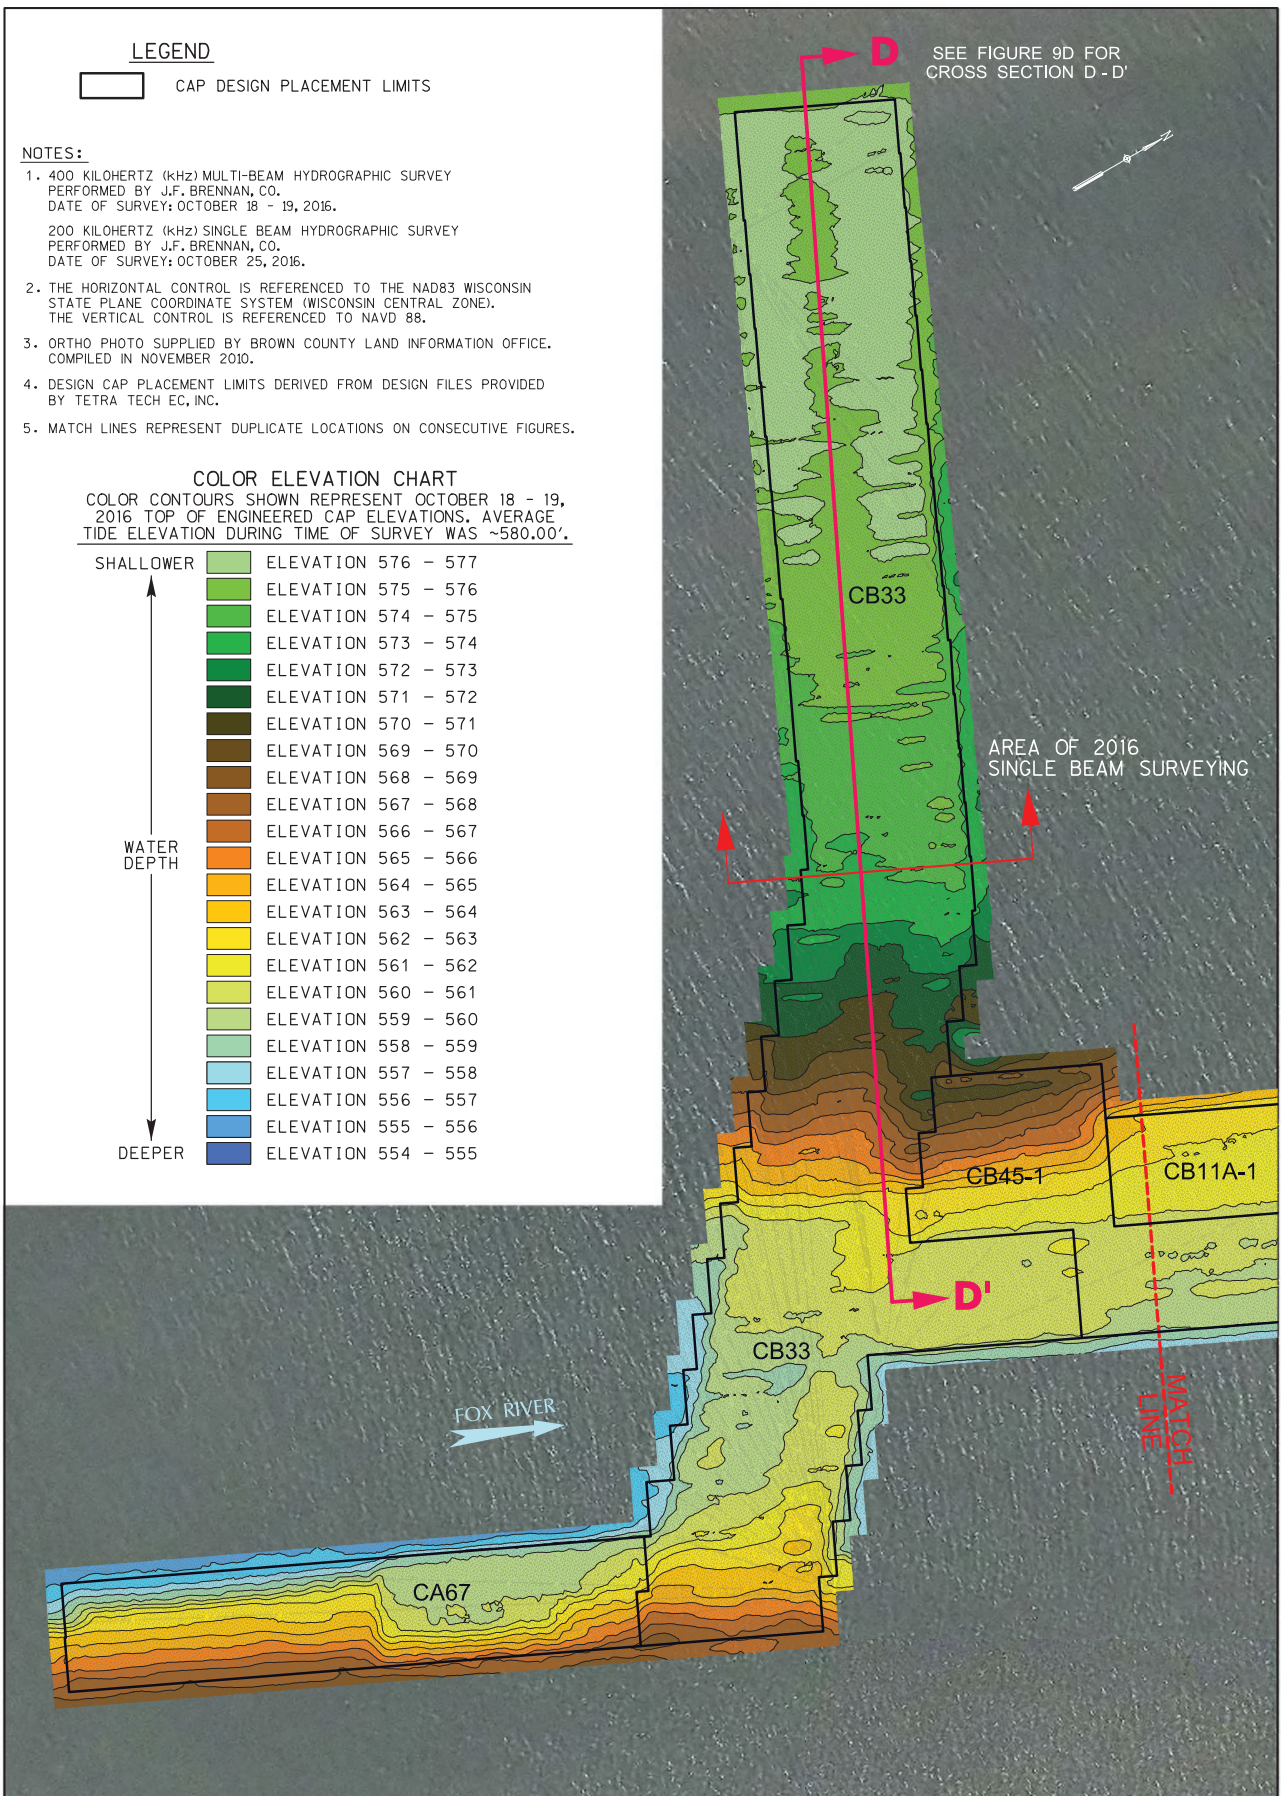 LEGEND
CAP DESIGN PLACEMENT LIMITS
NOTES:
1. 400 KILOHERTZ (kHz) MULTI-BEAM HYDROGRAPHIC SURVEY
PERFORMED BY J.F. BRENNAN, CO.
DATE OF SURVEY: OCTOBER 18 - 19, 2016.
200 KILOHERTZ (kHz) SINGLE BEAM HYDROGRAPHIC SURVEY
PERFORMED BY J.F. BRENNAN, CO.
DATE OF SURVEY: OCTOBER 25, 2016.
2. THE HORIZONTAL CONTROL IS REFERENCED TO THE NAD83 WISCONSIN
STATE PLANE COORDINATE SYSTEM (WISCONSIN CENTRAL ZONE).
THE VERTICAL CONTROL IS REFERENCED TO NAVD 88.
3. ORTHO PHOTO SUPPLIED BY BROWN COUNTY LAND INFORMATION OFFICE.
COMPILED IN NOVEMBER 2010.
4. DESIGN CAP PLACEMENT LIMITS DERIVED FROM DESIGN FILES PROVIDED
BY TETRA TECH EC, INC.
5. MATCH LINES REPRESENT DUPLICATE LOCATIONS ON CONSECUTIVE FIGURES.
COLOR ELEVATION CHART
COLOR CONTOURS SHOWN REPRESENT OCTOBER 18 - 19,
2016 TOP OF ENGINEERED CAP ELEVATIONS. AVERAGE
TIDE ELEVATION DURING TIME OF SURVEY WAS ~580.00'.
SHALLOWER
ELEVATION 576 - 577
ELEVATION 575 - 576
ELEVATION 574 - 575
ELEVATION 573 - 574
ELEVATION 572 - 573
ELEVATION 571 - 572
ELEVATION 570 - 571
ELEVATION 569 - 570
ELEVATION 568 - 569
ELEVATION 567 - 568
ELEVATION 566 - 567
WATER
DEPTH
ELEVATION 565 - 566
ELEVATION 564 - 565
ELEVATION 563 - 564
ELEVATION 562 - 563
ELEVATION 561 - 562
ELEVATION 560 - 561
ELEVATION 559 - 560
ELEVATION 558 - 559
ELEVATION 557 - 558
ELEVATION 556 - 557
ELEVATION 555 - 556
DEEPER
ELEVATION 554 - 555
D
SEE FIGURE 9D FOR
CROSS SECTION D - D'
N
CB33
AREA OF 2016
SINGLE BEAM SURVEYING
CB45-1
CB11A-1
D'
CB33
MATCH
LINE
FOX RIVER
CA67